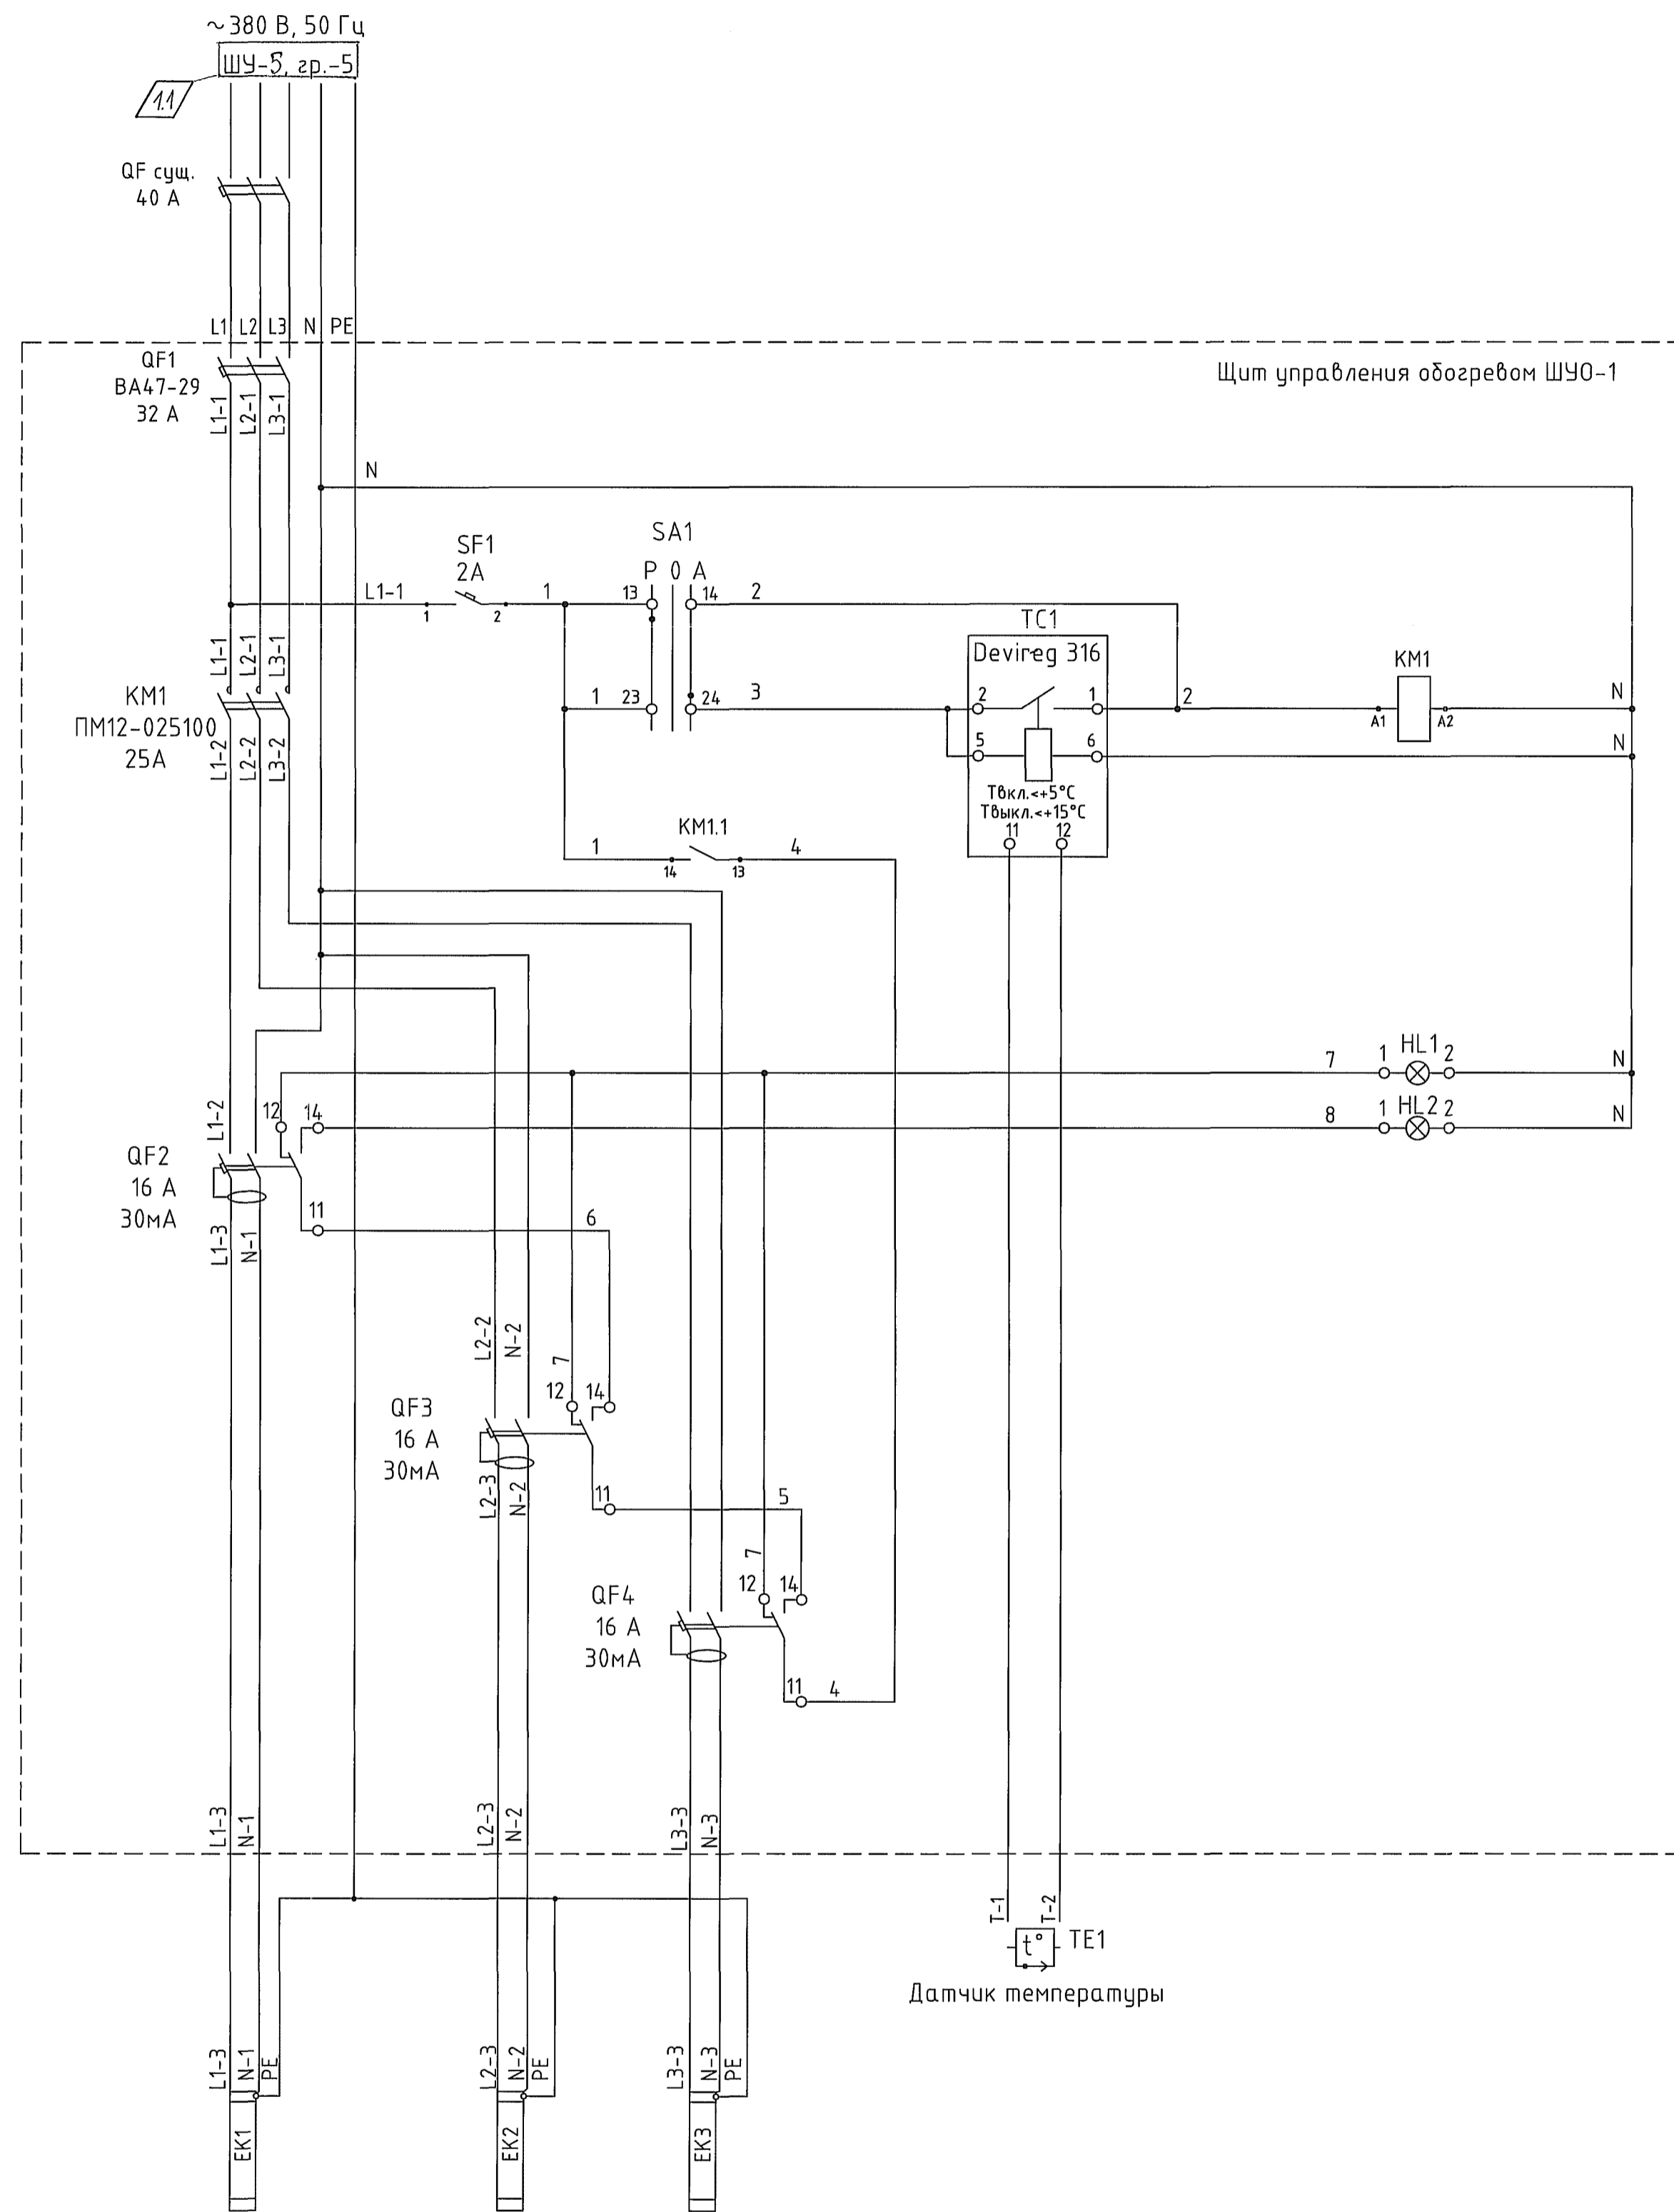 ~380 В, 50 Гц
ШУ-5, гр.-5
1.1
QF сущ.
40 А
L1 L2 L3 N PE
QF1
ВА47-29
32 А
L1-1 L2-1 L3-1
Щит управления обогревом ШУО-1
N
SF1
2А
SA1
Р 0 А
L1-1 1 2 1 13 14 2
TC1
Devireg 316
L1-1 L2-1 L3-1
KM1
ПМ12-025100
25А
L1-2 L2-2 L3-2
1 23 24 3
2 1 2
KM1
A1 A2 N
5 6 N
Твкл.<+5°C
Твыкл.<+15°C
11 12
KM1.1
1 14 13 4
7 1 HL1 2 N
8 1 HL2 2 N
L1-2 12 14
QF2
16 А
30мА
L1-3 N-1
11 6
L2-2 N-2 7
12 14
QF3
16 А
30мА
L2-3 N-2
11 5
7
12 14
QF4
16 А
30мА
11 4
L1-3 N-1 L2-3 N-2 L3-3 N-3
T-1 T-2
t° TE1
Датчик температуры
L1-3 N-1 PE L2-3 N-2 PE L3-3 N-3 PE
EK1 EK2 EK3